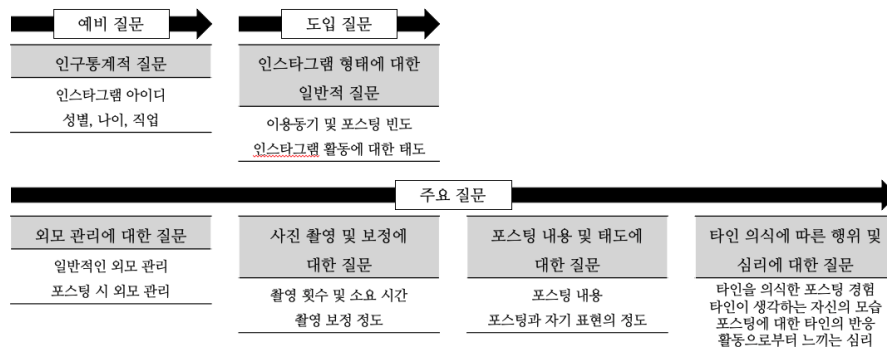 예비 질문
도입 질문
인구통계적 질문
인스타그램 아이디
성별, 나이, 직업
인스타그램 형태에 대한
일반적 질문
이용동기 및 포스팅 빈도
인스타그램 활동에 대한 태도
주요 질문
외모 관리에 대한 질문
일반적인 외모 관리
포스팅 시 외모 관리
사진 촬영 및 보정에
대한 질문
촬영 횟수 및 소요 시간
촬영 보정 정도
포스팅 내용 및 태도에
대한 질문
포스팅 내용
포스팅과 자기 표현의 정도
타인 의식에 따른 행위 및
심리에 대한 질문
타인을 의식한 포스팅 경험
타인이 생각하는 자신의 모습
포스팅에 대한 타인의 반응
활동으로부터 느끼는 심리